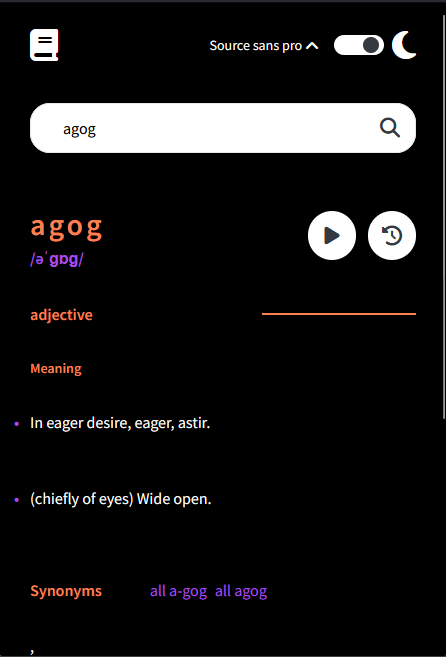 Source sans pro
agog
agog
/əˈɡɒɡ/
adjective
Meaning
In eager desire, eager, astir.
(chiefly of eyes) Wide open.
Synonyms all a-gog all agog
,